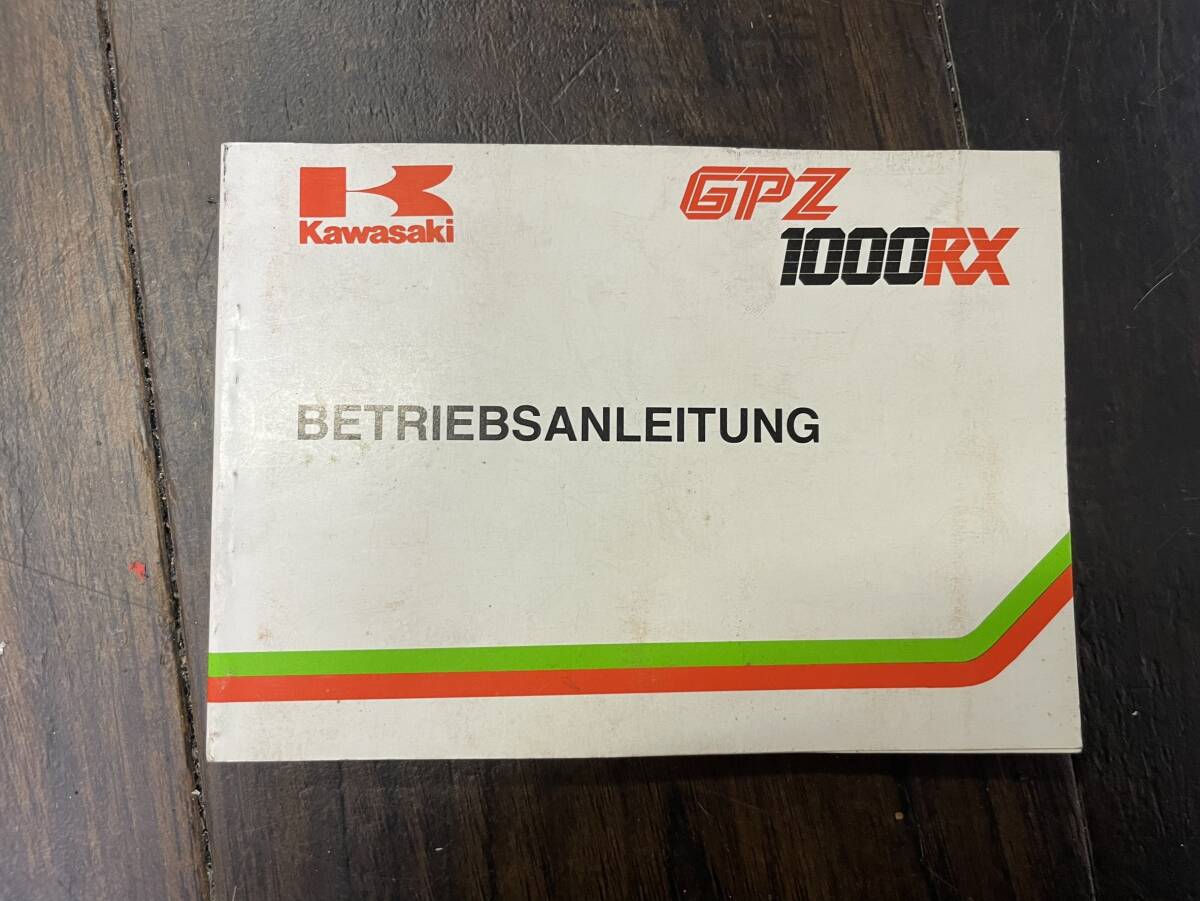 Kawasaki
GPZ
1000RX
BETRIEBSANLEITUNG